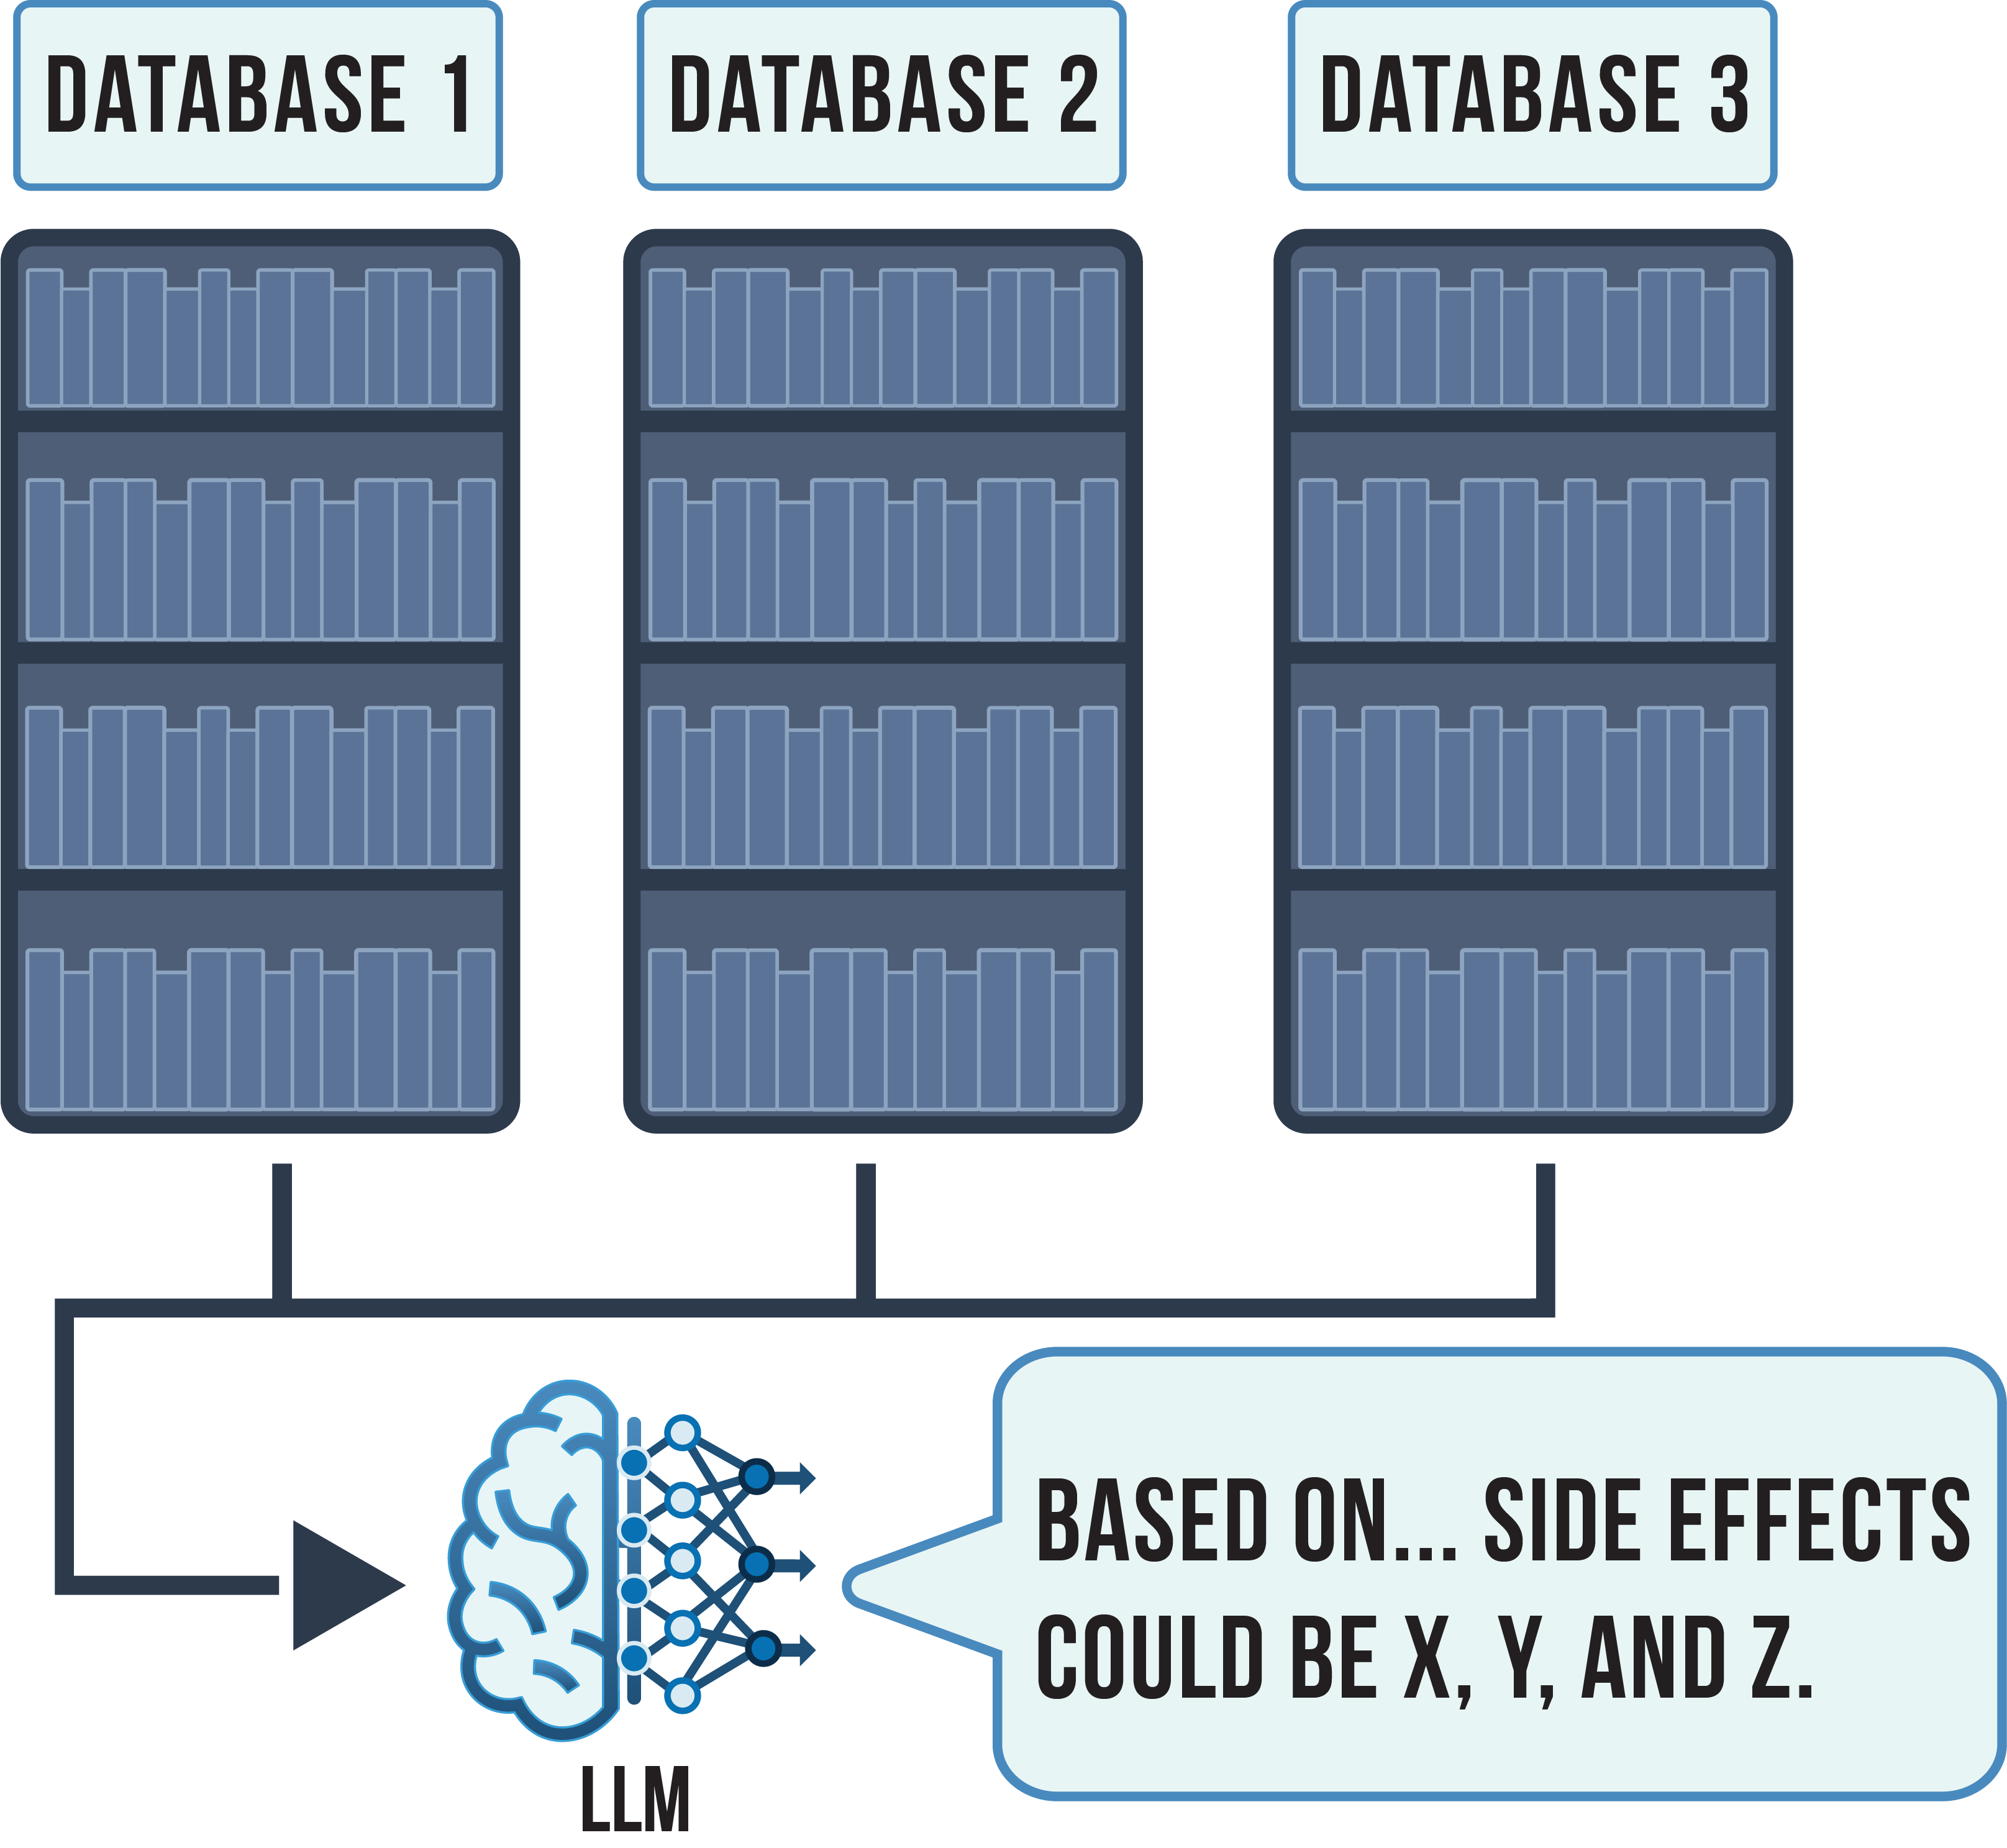 DATABASE 1
DATABASE 2
DATABASE 3
BASED ON... SIDE EFFECTS
COULD BE X, Y, AND Z.
LLM